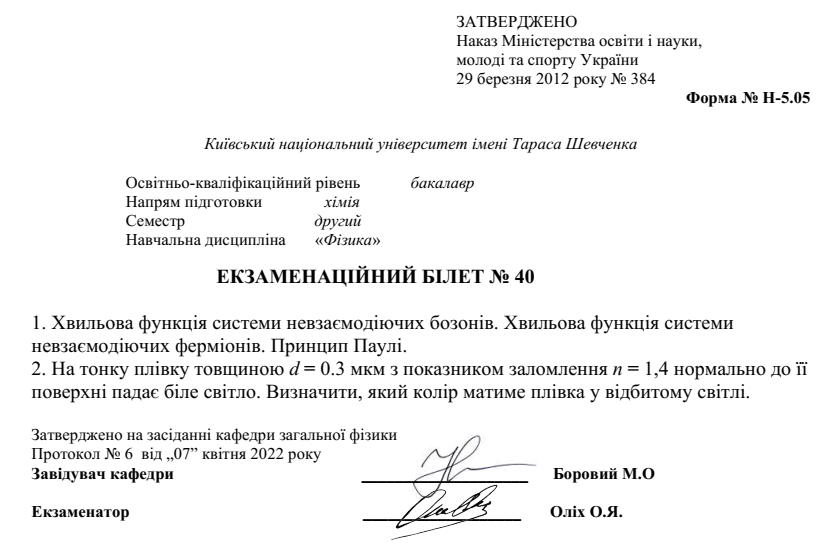 ЗАТВЕРДЖЕНО
Наказ Міністерства освіти і науки,
молоді та спорту України
29 березня 2012 року № 384
Форма № Н-5.05
Київський національний університет імені Тараса Шевченка
Освітньо-кваліфікаційний рівень бакалавр
Напрям підготовки хімія
Семестр другий
Навчальна дисципліна «Фізика»
ЕКЗАМЕНАЦІЙНИЙ БІЛЕТ № 40
1. Хвильова функція системи невзаємодіючих бозонів. Хвильова функція системи
невзаємодіючих ферміонів. Принцип Паулі.
2. На тонку плівку товщиною d = 0.3 мкм з показником заломлення n = 1,4 нормально до її
поверхні падає біле світло. Визначити, який колір матиме плівка у відбитому світлі.
Затверджено на засіданні кафедри загальної фізики
Протокол № 6 від „07” квітня 2022 року
Завідувач кафедри Боровий М.О
Екзаменатор Оліх О.Я.